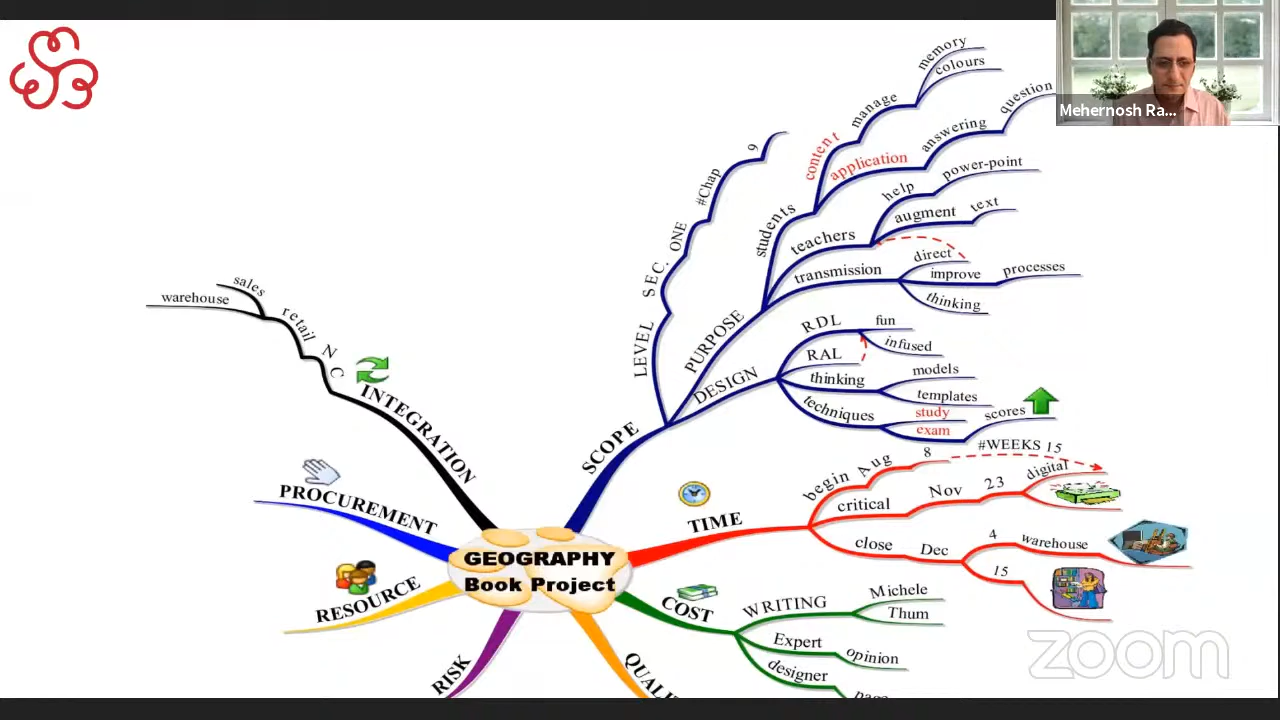 Mehernosh Ra...
memory
colours
manage
content
question
answering
application
students
power-point
help
text
augment
teachers
direct
improve
processes
thinking
transmission
PURPOSE
9
#Chap
SEC. ONE
LEVEL
fun
infused
RDL
RAL
models
templates
thinking
study
exam
scores
techniques
DESIGN
SCOPE
#WEEKS 15
begin Aug 8
critical Nov 23 digital
close Dec
4 warehouse
15
TIME
Michele
Thum
WRITING
Expert opinion
designer
COST
QUALI
RISK
RESOURCE
PROCUREMENT
INTEGRATION
N C
retail
sales
warehouse
GEOGRAPHY
Book Project
zoom